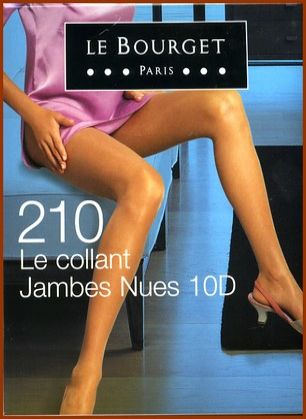 LE BOURGET
••• PARIS •••
210
Le collant
Jambes Nues 10D